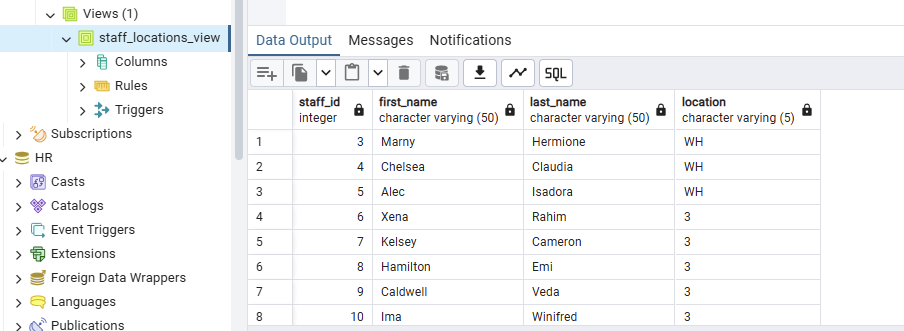 Views (1)
staff_locations_view
Columns
Rules
Triggers
Subscriptions
HR
Casts
Catalogs
Event Triggers
Extensions
Foreign Data Wrappers
Languages
Publications
Data Output Messages Notifications
SQL
staff_id first_name last_name location
integer character varying (50) character varying (50) character varying (5)
1 3 Marny Hermione WH
2 4 Chelsea Claudia WH
3 5 Alec Isadora WH
4 6 Xena Rahim 3
5 7 Kelsey Cameron 3
6 8 Hamilton Emi 3
7 9 Caldwell Veda 3
8 10 Ima Winifred 3